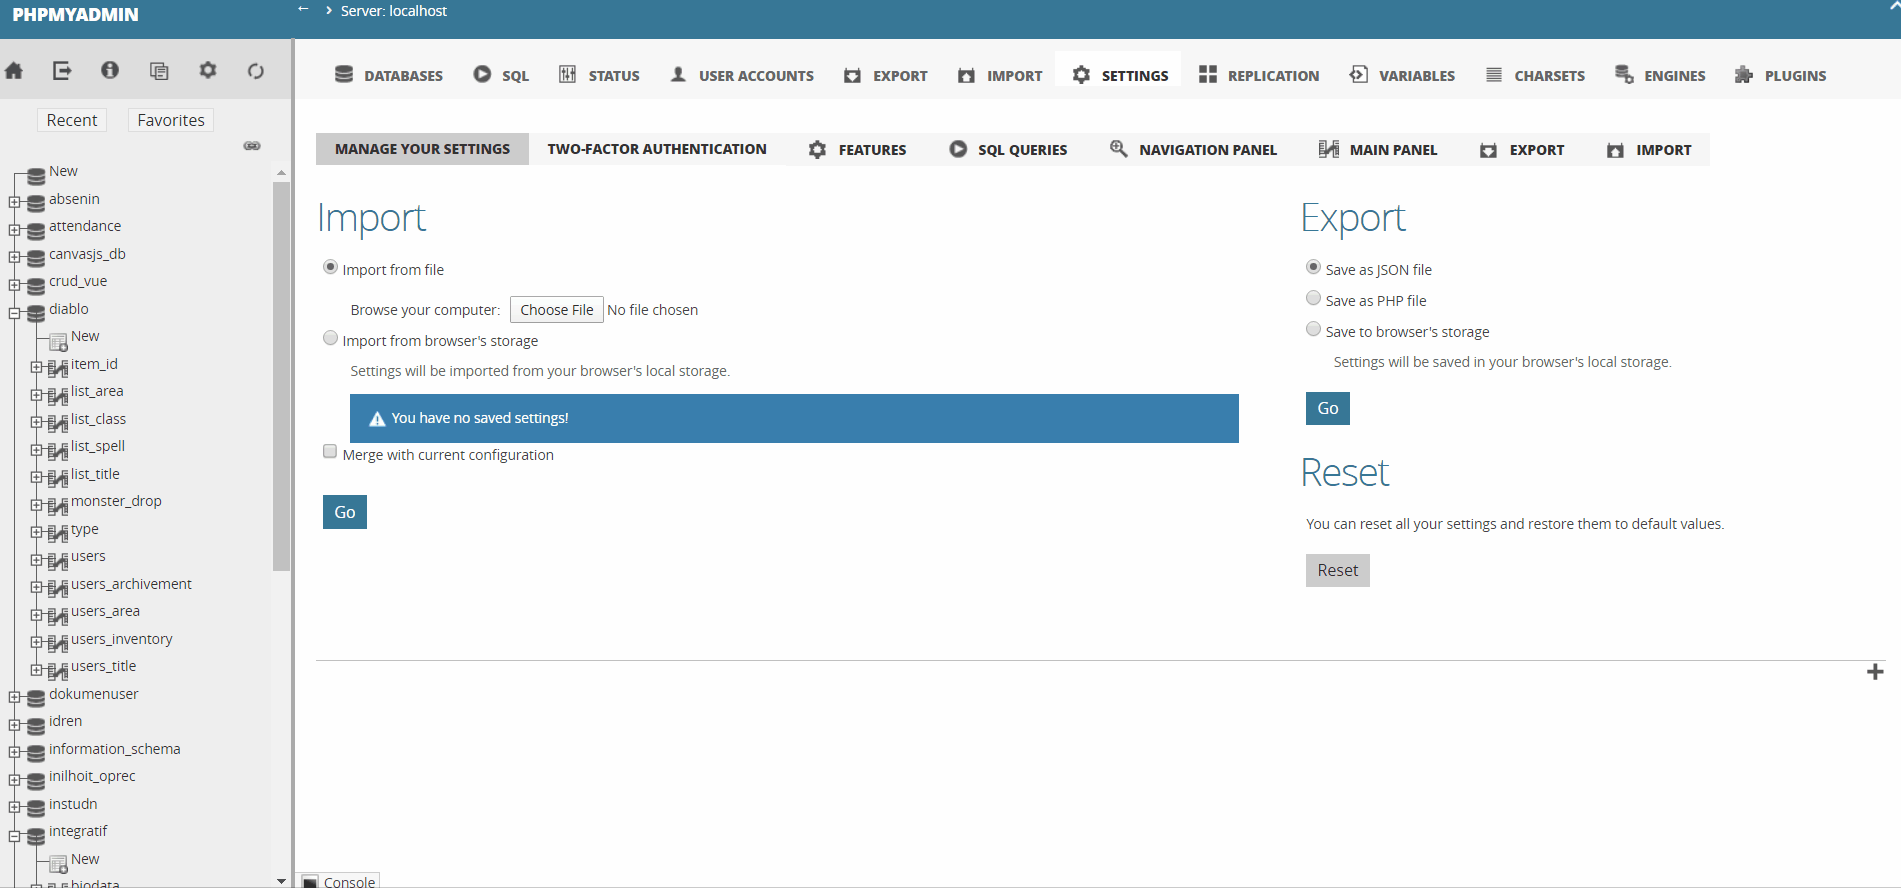 PHPMYADMIN
Server: localhost
DATABASES SQL STATUS USER ACCOUNTS EXPORT IMPORT SETTINGS REPLICATION VARIABLES CHARSETS ENGINES PLUGINS
Recent Favorites
New
absenin
attendance
canvasjs_db
crud_vue
diablo
New
item_id
list_area
list_class
list_spell
list_title
monster_drop
type
users
users_archivement
users_area
users_inventory
users_title
dokumenuser
idren
information_schema
inilhoit_oprec
instudn
integratif
New
biodata
MANAGE YOUR SETTINGS TWO-FACTOR AUTHENTICATION FEATURES SQL QUERIES NAVIGATION PANEL MAIN PANEL EXPORT IMPORT
Import
Import from file
Browse your computer: Choose File No file chosen
Import from browser's storage
Settings will be imported from your browser's local storage.
You have no saved settings!
Merge with current configuration
Go
Export
Save as JSON file
Save as PHP file
Save to browser's storage
Settings will be saved in your browser's local storage.
Go
Reset
You can reset all your settings and restore them to default values.
Reset
Console